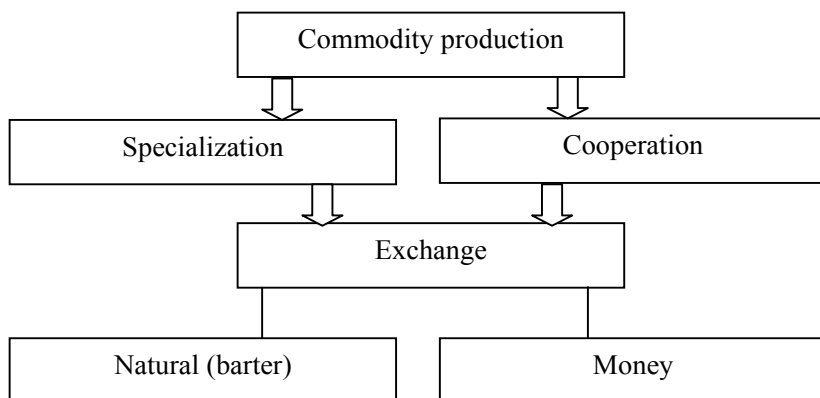 Commodity production
Specialization
Cooperation
Exchange
Natural (barter)
Money